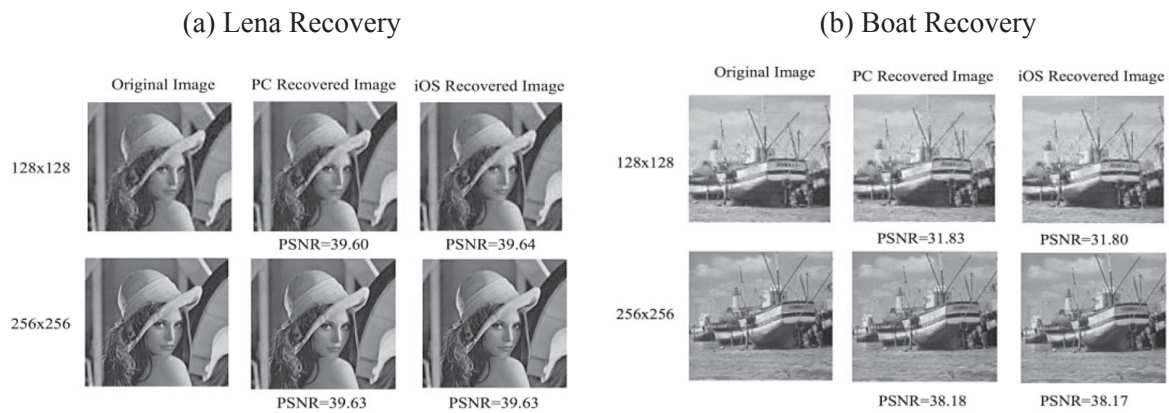 (a) Lena Recovery
Original Image PC Recovered Image iOS Recovered Image
128x128
PSNR=39.60 PSNR=39.64
256x256
PSNR=39.63 PSNR=39.63
(b) Boat Recovery
Original Image PC Recovered Image iOS Recovered Image
128x128
PSNR=31.83 PSNR=31.80
256x256
PSNR=38.18 PSNR=38.17